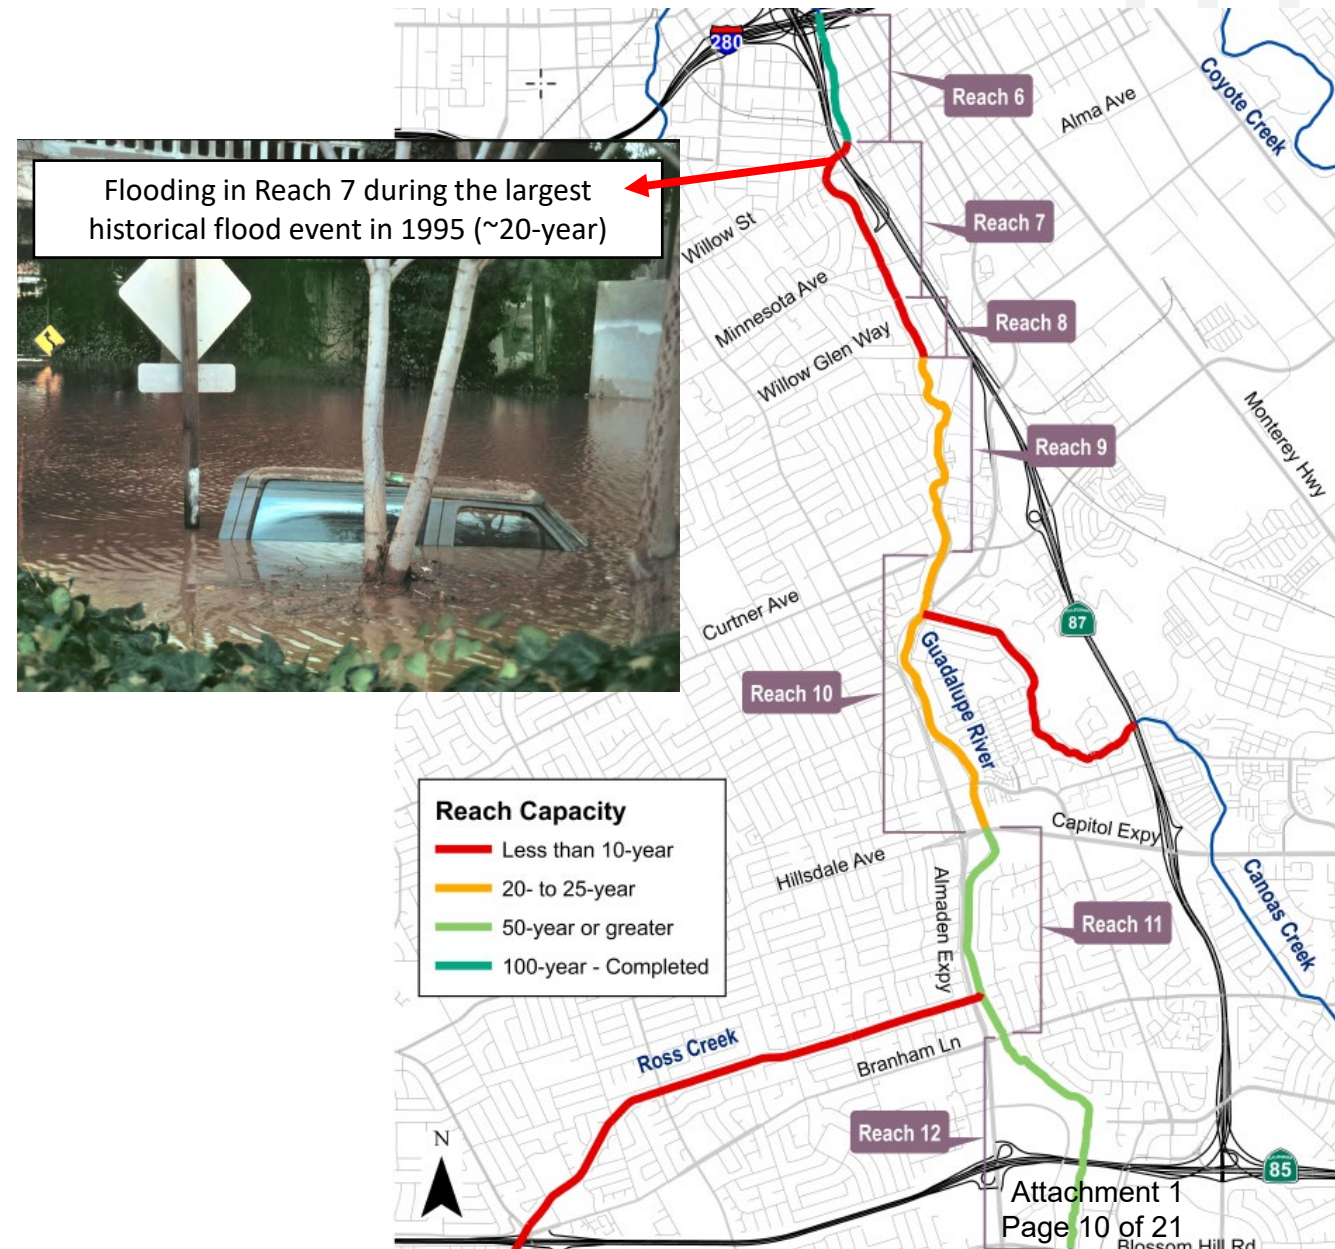 280
Reach 6
Alma Ave
Coyote Creek
Flooding in Reach 7 during the largest
historical flood event in 1995 (~20-year)
Reach 7
Willow St
Minnesota Ave
Reach 8
Willow Glen Way
Monterey Hwy
Reach 9
Curtner Ave
87
Guadalupe River
Reach 10
Reach Capacity
Less than 10-year
20- to 25-year
50-year or greater
100-year - Completed
Capitol Expy
Hillsdale Ave
Almaden Expy
Canoas Creek
Reach 11
Ross Creek
Branham Ln
Reach 12
N
85
Attachment 1
Page 10 of 21
Blossom Hill Rd